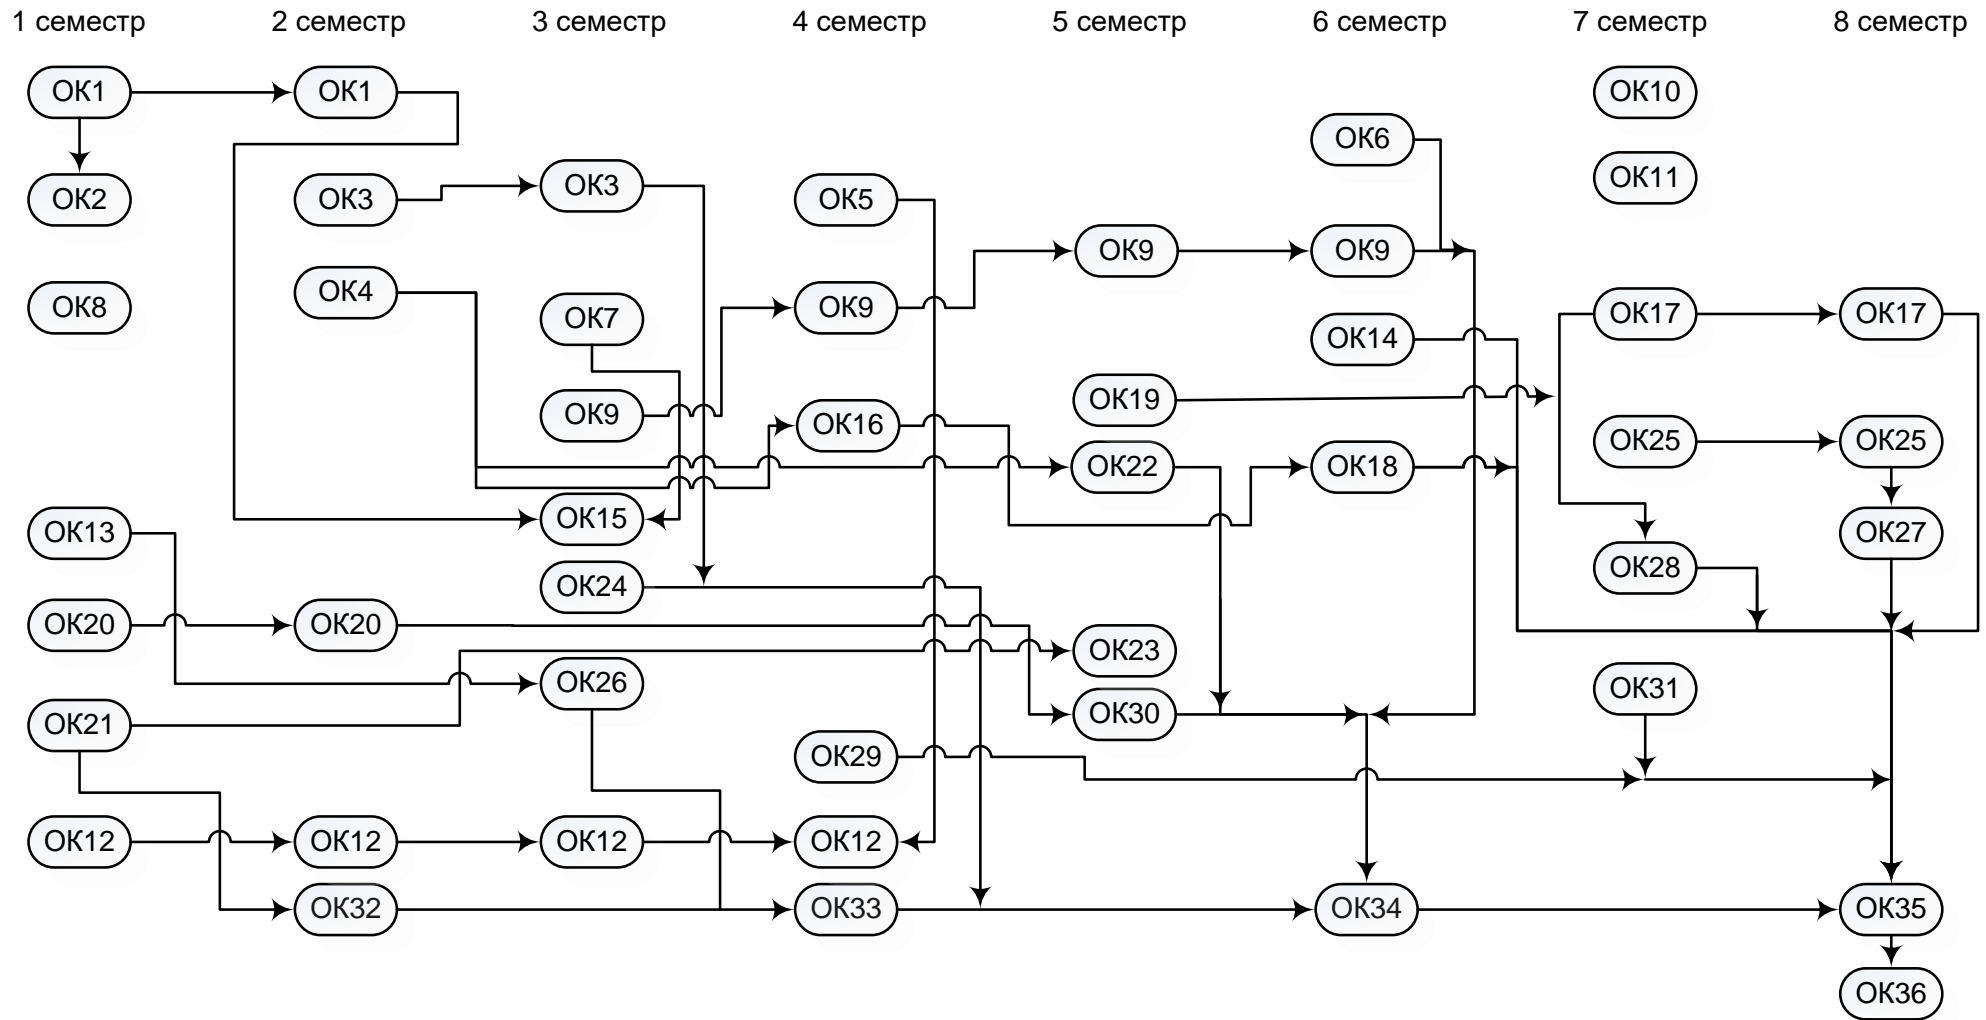 1 семестр 2 семестр 3 семестр 4 семестр 5 семестр 6 семестр 7 семестр 8 семестр
ОК1 ОК1 ОК10
ОК6
ОК11
ОК2 ОК3 ОК3 ОК5
ОК9 ОК9
ОК8 ОК4 ОК7 ОК9 ОК14 ОК17 ОК17
ОК9 ОК16 ОК19
ОК22 ОК18 ОК25 ОК25
ОК13 ОК15 ОК27
ОК24 ОК28
ОК20 ОК20 ОК23
ОК26 ОК31
ОК21 ОК30
ОК29
ОК12 ОК12 ОК12 ОК12
ОК32 ОК33 ОК34 ОК35
ОК36